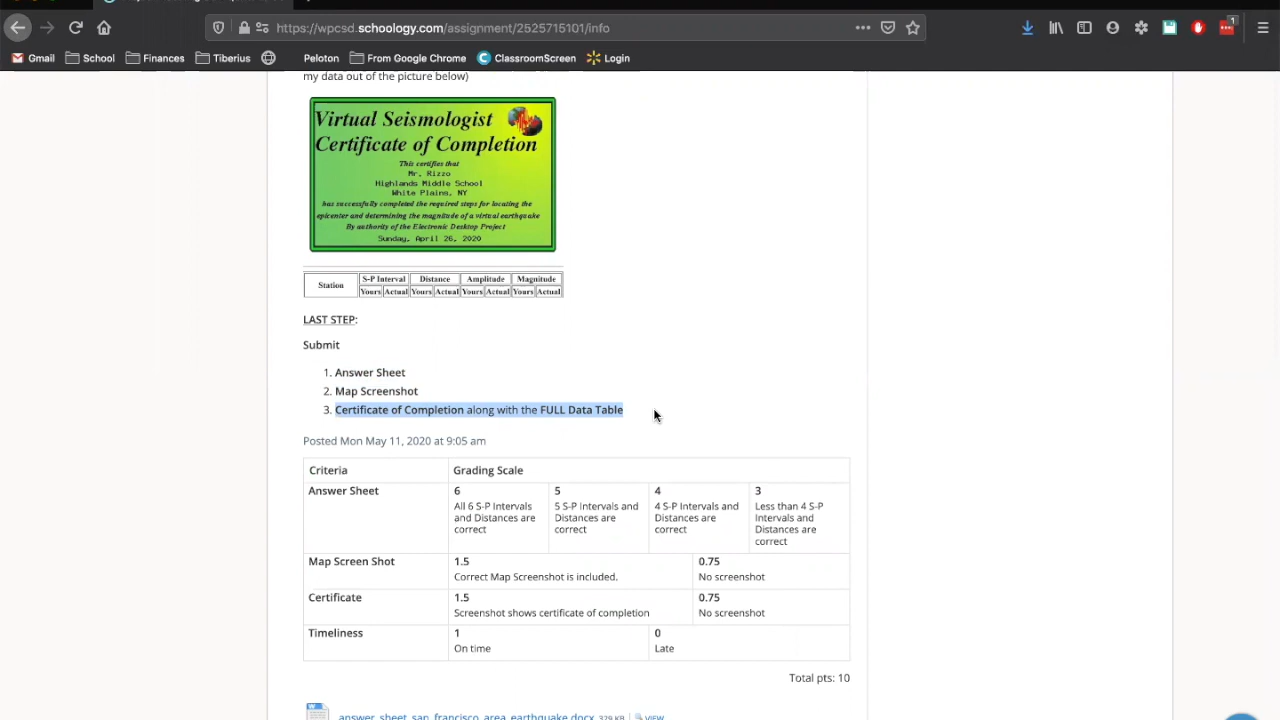 https://wpcsd.schoology.com/assignment/2525715101/info
1
Gmail School Finances Tiberius Peloton From Google Chrome ClassroomScreen Login
my data out of the picture below)
Virtual Seismologist
Certificate of Completion
This certifies that
Mr. Rizzo
Highlands Middle School
White Plains, NY
has successfully completed the required steps for locating the
epicenter and determining the magnitude of a virtual earthquake
By authority of the Electronic Desktop Project
Sunday, April 26, 2020
Station S-P Interval Distance Amplitude Magnitude
Yours Actual Yours Actual Yours Actual Yours Actual
LAST STEP:
Submit
1. Answer Sheet
2. Map Screenshot
3. Certificate of Completion along with the FULL Data Table
Posted Mon May 11, 2020 at 9:05 am
Criteria Grading Scale
Answer Sheet 6 5 4 3
All 6 S-P Intervals 5 S-P Intervals and 4 S-P Intervals and Less than 4 S-P
and Distances are Distances are Distances are Intervals and
correct correct correct Distances are
correct
Map Screen Shot 1.5 0.75
Correct Map Screenshot is included. No screenshot
Certificate 1.5 0.75
Screenshot shows certificate of completion No screenshot
Timeliness 1 0
On time Late
Total pts: 10
answer_sheet_san_francisco_area_earthquake.docx 329 KB VIEW